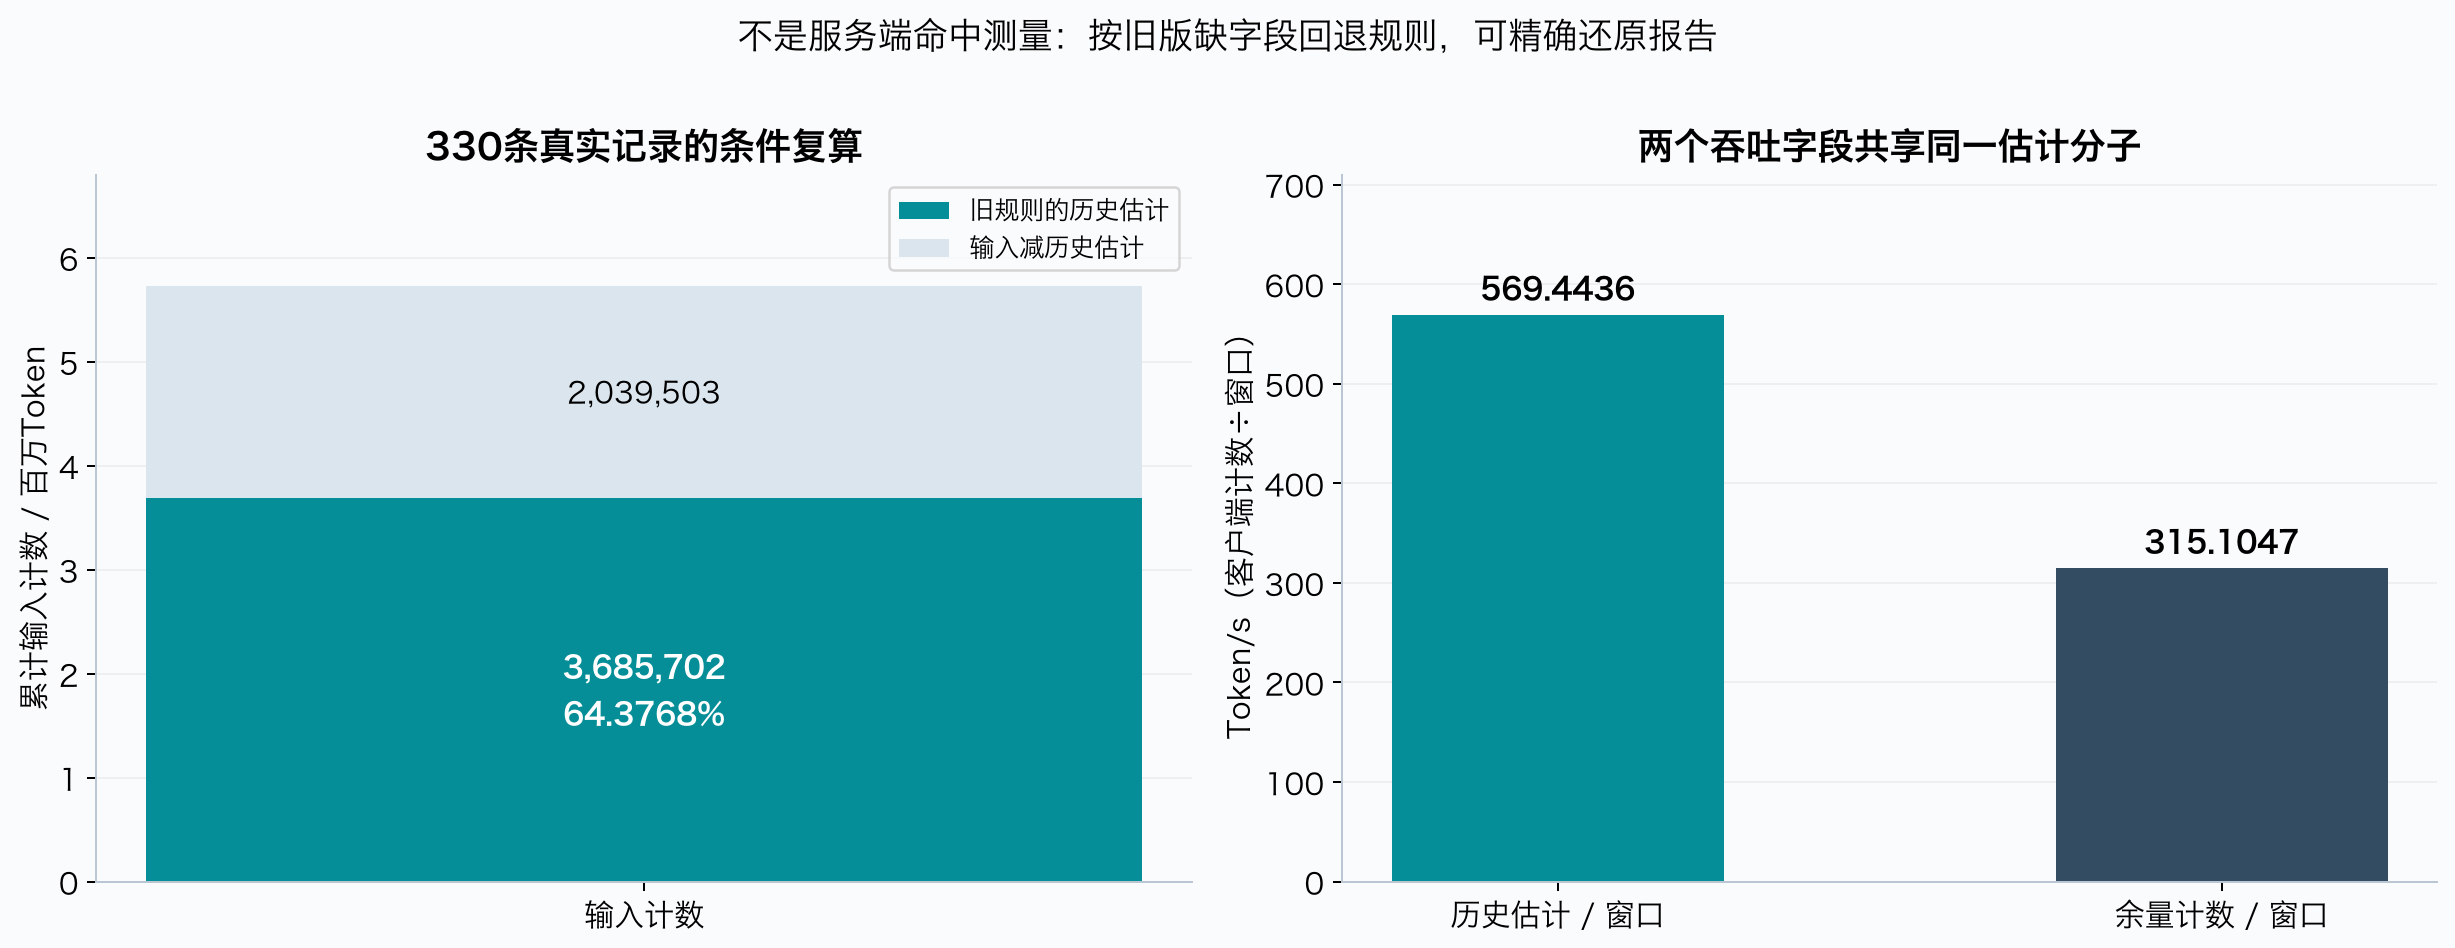 不是服务端命中测量：按旧版缺字段回退规则，可精确还原报告
330条真实记录的条件复算
旧规则的历史估计
输入减历史估计
累计输入计数 / 百万Token
6
5
4
3
2
1
0
2,039,503
3,685,702
64.3768%
输入计数
两个吞吐字段共享同一估计分子
Token/s（客户端计数÷窗口）
700
600
500
400
300
200
100
0
569.4436
315.1047
历史估计 / 窗口
余量计数 / 窗口